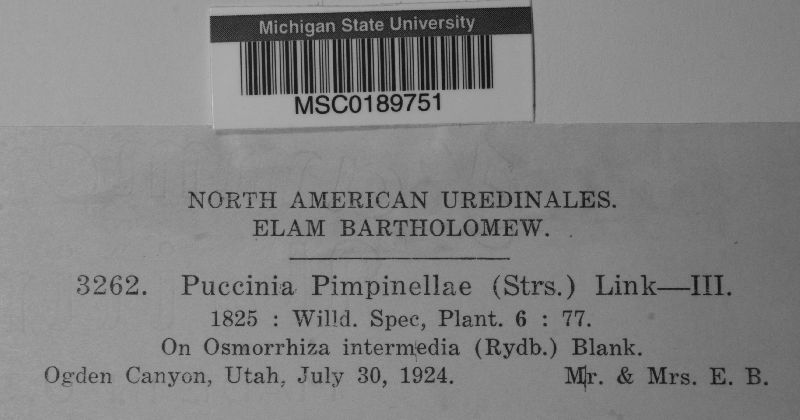 Michigan State University
MSC0189751
NORTH AMERICAN UREDINALES.
ELAM BARTHOLOMEW.
3262. Puccinia Pimpinellae (Strs.) Link—III.
1825 : Willd. Spec, Plant. 6 : 77.
On Osmorrhiza intermedia (Rydb.) Blank.
Ogden Canyon, Utah, July 30, 1924. Mr. & Mrs. E. B.